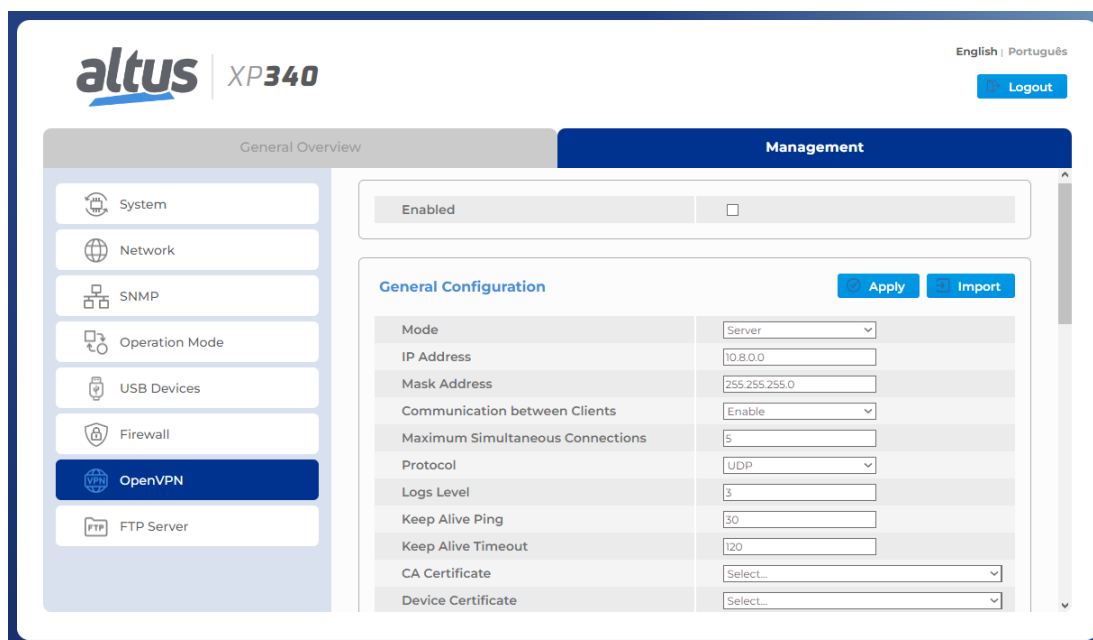 English | Português
altus XP340
Logout
General Overview
Management
System
Network
SNMP
Operation Mode
USB Devices
Firewall
VPN OpenVPN
FTP FTP Server
Enabled
General Configuration
Apply
Import
Mode Server
IP Address 10.8.0.0
Mask Address 255.255.255.0
Communication between Clients Enable
Maximum Simultaneous Connections 5
Protocol UDP
Logs Level 3
Keep Alive Ping 30
Keep Alive Timeout 120
CA Certificate Select...
Device Certificate Select...